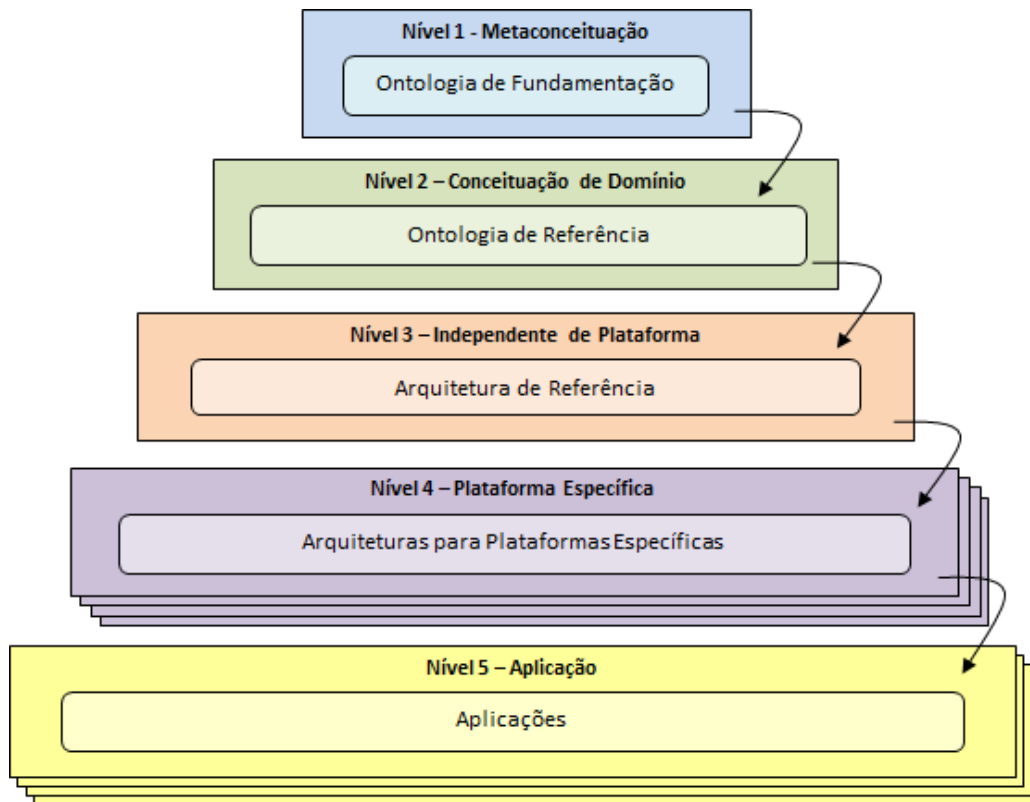 Nível 1 - Metaconceituação
Ontologia de Fundamentação
Nível 2 – Conceituação de Domínio
Ontologia de Referência
Nível 3 – Independente de Plataforma
Arquitetura de Referência
Nível 4 – Plataforma Específica
Arquiteturas para Plataformas Específicas
Nível 5 – Aplicação
Aplicações